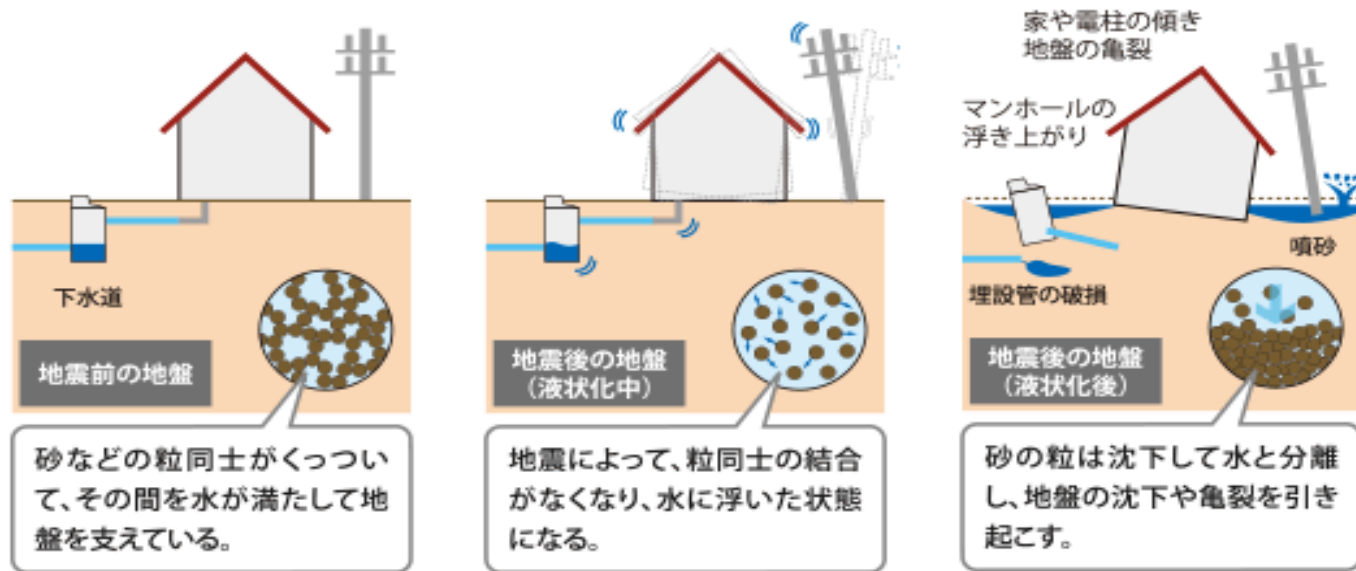 下水道
地震前の地盤
砂などの粒同士がくっつい
て、その間を水が満たして地
盤を支えている。
地震後の地盤
（液状化中）
地震によって、粒同士の結合
がなくなり、水に浮いた状態
になる。
家や電柱の傾き
地盤の亀裂
マンホールの
浮き上がり
噴砂
埋設管の破損
地震後の地盤
（液状化後）
砂の粒は沈下して水と分離
し、地盤の沈下や亀裂を引き
起こす。